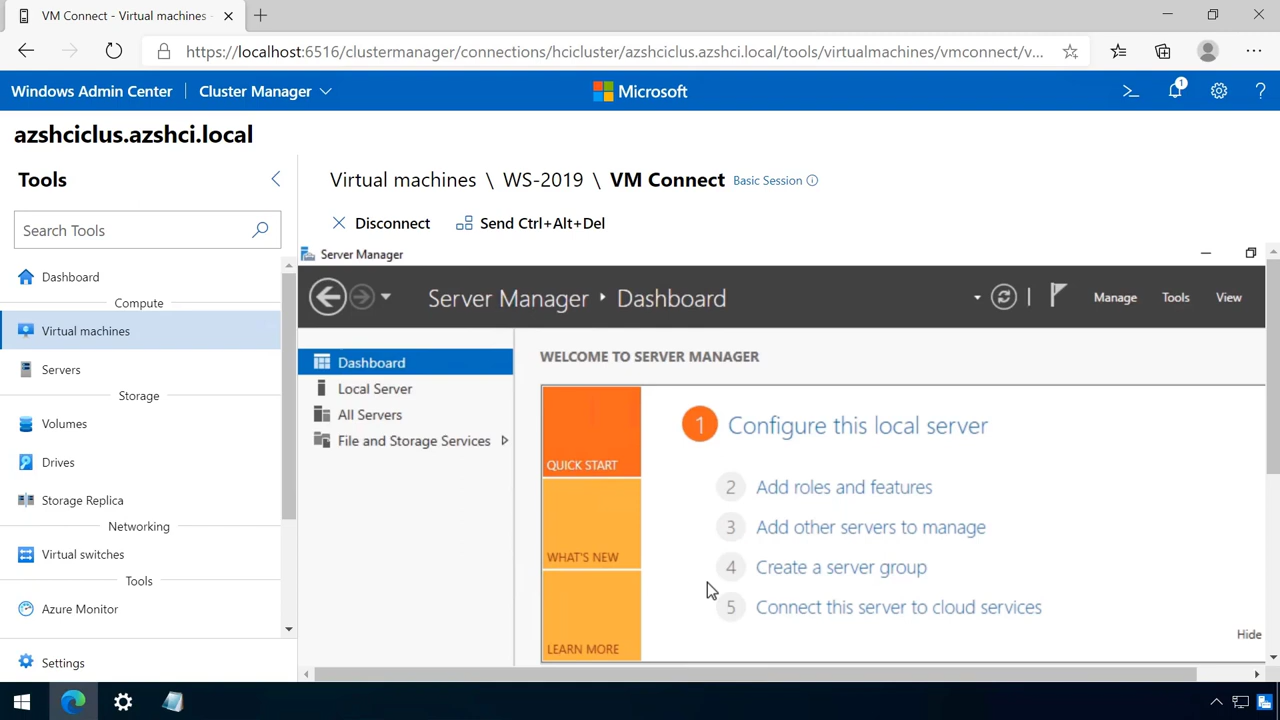 VM Connect - Virtual machines -
https://localhost:6516/clustermanager/connections/hcicluster/azshciclus.azshci.local/tools/virtualmachines/vmconnect/v...
Windows Admin Center
Cluster Manager
Microsoft
1
?
azshciclus.azshci.local
Tools
Search Tools
Dashboard
Compute
Virtual machines
Servers
Storage
Volumes
Drives
Storage Replica
Networking
Virtual switches
Tools
Azure Monitor
Settings
Virtual machines \ WS-2019 \ VM Connect Basic Session
Disconnect
Send Ctrl+Alt+Del
Server Manager
Server Manager Dashboard
Manage
Tools
View
Dashboard
Local Server
All Servers
File and Storage Services
WELCOME TO SERVER MANAGER
QUICK START
WHAT'S NEW
LEARN MORE
1 Configure this local server
2 Add roles and features
3 Add other servers to manage
4 Create a server group
5 Connect this server to cloud services
Hide